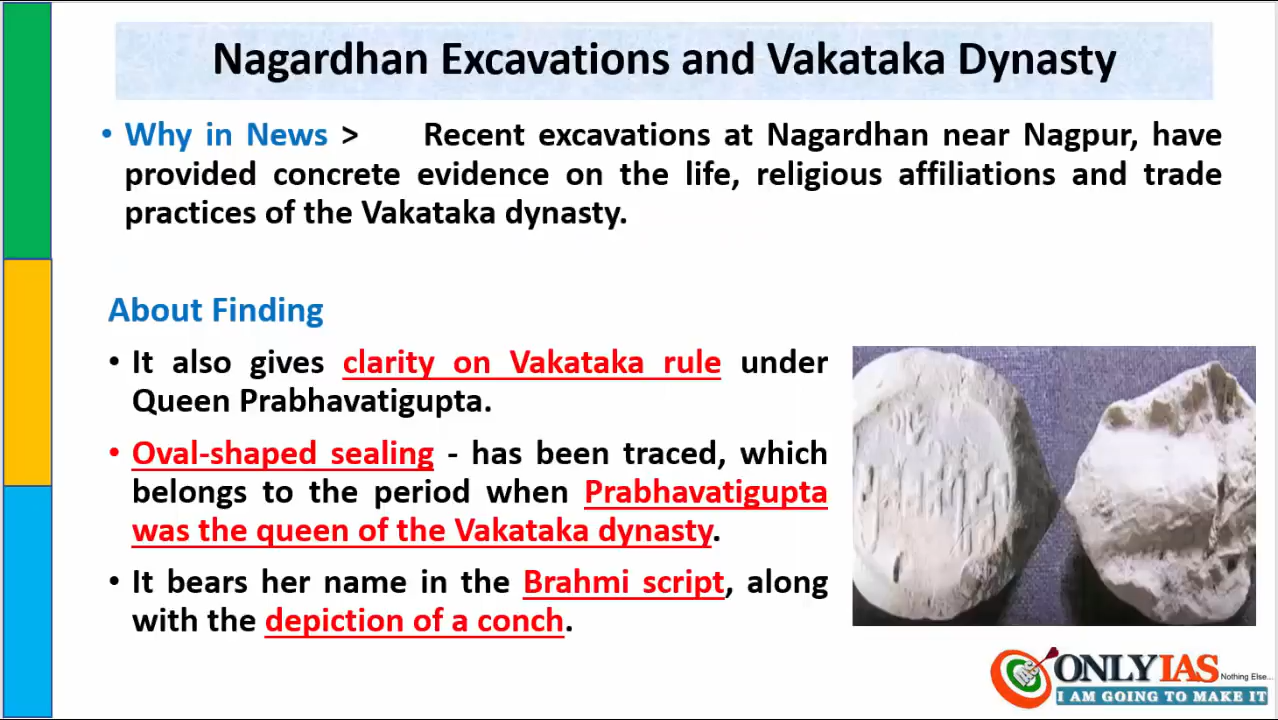 Nagardhan Excavations and Vakataka Dynasty
• Why in News > Recent excavations at Nagardhan near Nagpur, have
provided concrete evidence on the life, religious affiliations and trade
practices of the Vakataka dynasty.
About Finding
• It also gives clarity on Vakataka rule under
Queen Prabhavatigupta.
• Oval-shaped sealing - has been traced, which
belongs to the period when Prabhavatigupta
was the queen of the Vakataka dynasty.
• It bears her name in the Brahmi script, along
with the depiction of a conch.
ONLYIAS Nothing Else...
I AM GOING TO MAKE IT